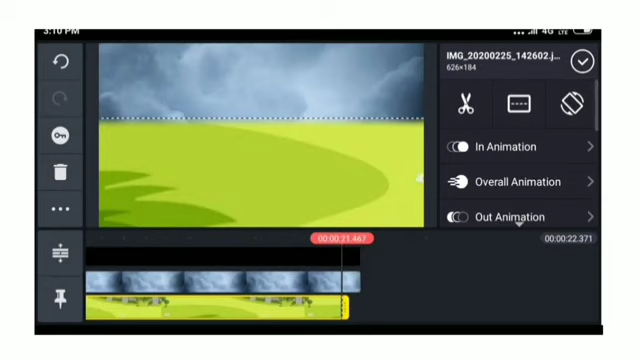 3:10 PM
4G LTE
IMG_20200225_142602.j...
626×184
In Animation
Overall Animation
Out Animation
00:00:21.467
00:00:22.371